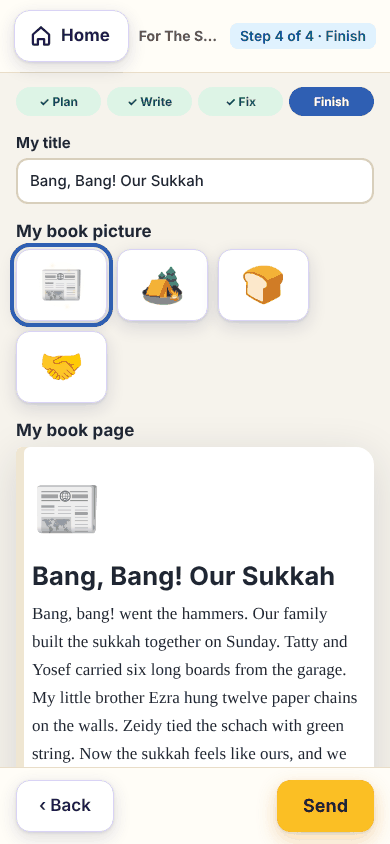 Home
For The S...
Step 4 of 4 · Finish
✓ Plan
✓ Write
✓ Fix
Finish
My title
Bang, Bang! Our Sukkah
My book picture
My book page
Bang, Bang! Our Sukkah
Bang, bang! went the hammers. Our family
built the sukkah together on Sunday. Tatty and
Yosef carried six long boards from the garage.
My little brother Ezra hung twelve paper chains
on the walls. Zeidy tied the schach with green
string. Now the sukkah feels like ours, and we
‹ Back
Send